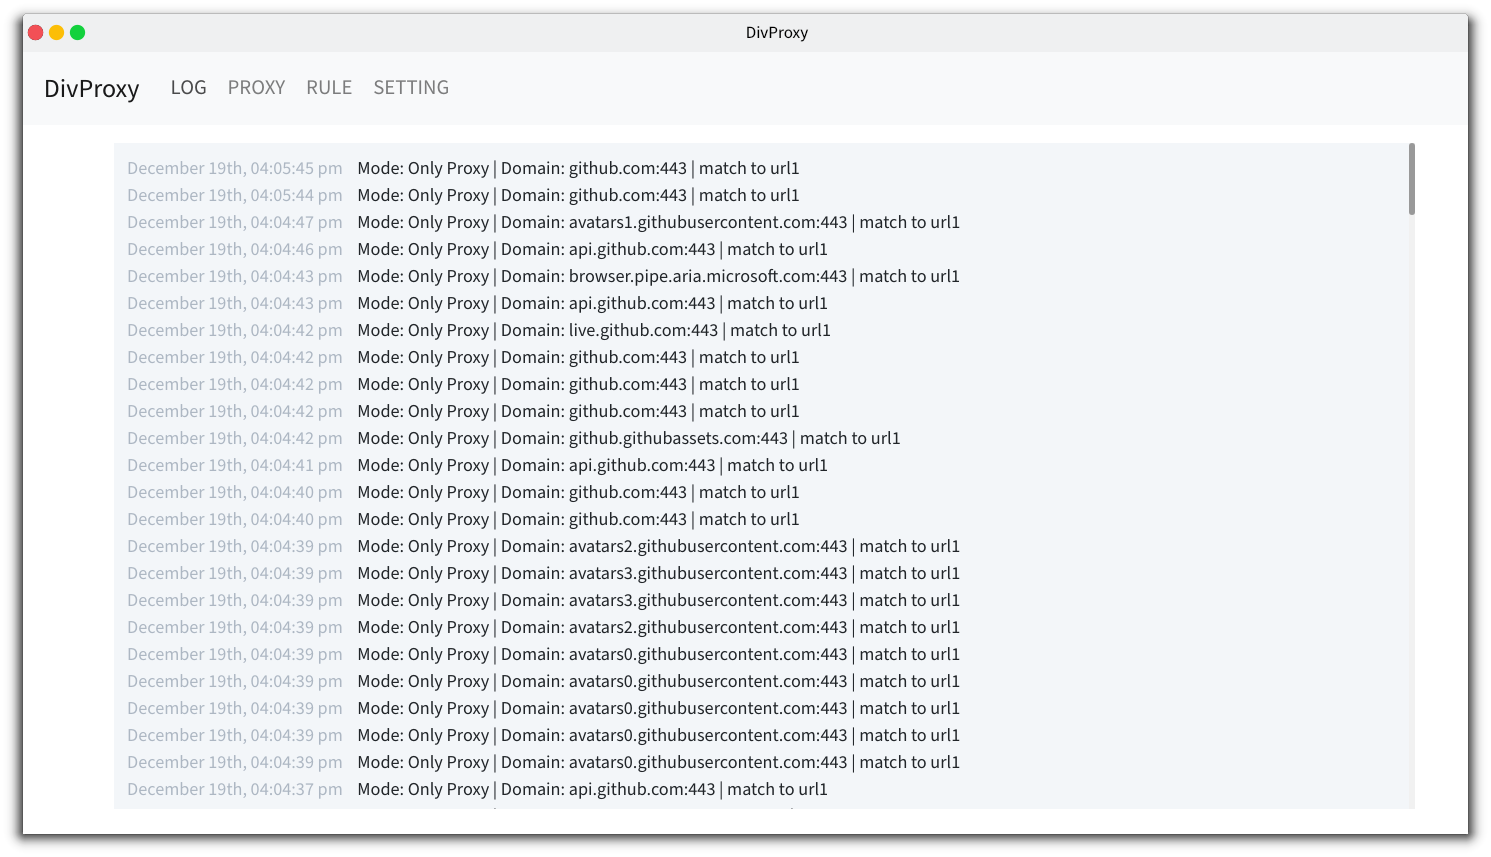 DivProxy
DivProxy LOG PROXY RULE SETTING
December 19th, 04:05:45 pm Mode: Only Proxy | Domain: github.com:443 | match to url1
December 19th, 04:05:44 pm Mode: Only Proxy | Domain: github.com:443 | match to url1
December 19th, 04:04:47 pm Mode: Only Proxy | Domain: avatars1.githubusercontent.com:443 | match to url1
December 19th, 04:04:46 pm Mode: Only Proxy | Domain: api.github.com:443 | match to url1
December 19th, 04:04:43 pm Mode: Only Proxy | Domain: browser.pipe.aria.microsoft.com:443 | match to url1
December 19th, 04:04:43 pm Mode: Only Proxy | Domain: api.github.com:443 | match to url1
December 19th, 04:04:42 pm Mode: Only Proxy | Domain: live.github.com:443 | match to url1
December 19th, 04:04:42 pm Mode: Only Proxy | Domain: github.com:443 | match to url1
December 19th, 04:04:42 pm Mode: Only Proxy | Domain: github.com:443 | match to url1
December 19th, 04:04:42 pm Mode: Only Proxy | Domain: github.com:443 | match to url1
December 19th, 04:04:42 pm Mode: Only Proxy | Domain: github.githubassets.com:443 | match to url1
December 19th, 04:04:41 pm Mode: Only Proxy | Domain: api.github.com:443 | match to url1
December 19th, 04:04:40 pm Mode: Only Proxy | Domain: github.com:443 | match to url1
December 19th, 04:04:40 pm Mode: Only Proxy | Domain: github.com:443 | match to url1
December 19th, 04:04:39 pm Mode: Only Proxy | Domain: avatars2.githubusercontent.com:443 | match to url1
December 19th, 04:04:39 pm Mode: Only Proxy | Domain: avatars3.githubusercontent.com:443 | match to url1
December 19th, 04:04:39 pm Mode: Only Proxy | Domain: avatars3.githubusercontent.com:443 | match to url1
December 19th, 04:04:39 pm Mode: Only Proxy | Domain: avatars2.githubusercontent.com:443 | match to url1
December 19th, 04:04:39 pm Mode: Only Proxy | Domain: avatars0.githubusercontent.com:443 | match to url1
December 19th, 04:04:39 pm Mode: Only Proxy | Domain: avatars0.githubusercontent.com:443 | match to url1
December 19th, 04:04:39 pm Mode: Only Proxy | Domain: avatars0.githubusercontent.com:443 | match to url1
December 19th, 04:04:39 pm Mode: Only Proxy | Domain: avatars0.githubusercontent.com:443 | match to url1
December 19th, 04:04:39 pm Mode: Only Proxy | Domain: avatars0.githubusercontent.com:443 | match to url1
December 19th, 04:04:37 pm Mode: Only Proxy | Domain: api.github.com:443 | match to url1